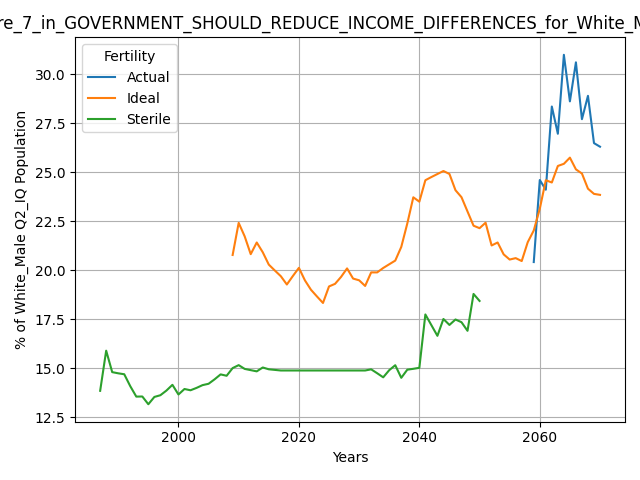 re_7_in_GOVERNMENT_SHOULD_REDUCE_INCOME_DIFFERENCES_for_White_M
Fertility
Actual
Ideal
Sterile
30.0
27.5
25.0
22.5
20.0
17.5
15.0
12.5
% of White_Male Q2_IQ Population
2000
2020
2040
2060
Years